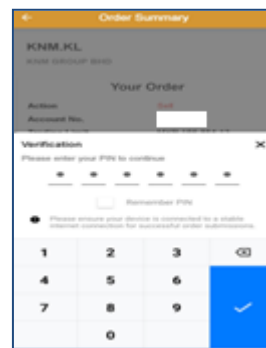 Order Summary
KNM.KL
KNM GROUP BHD
Your Order
Action
Account No.
Verification
Please enter your PIN to continue
* * * * * *
Remember PIN
Please ensure your device is connected to a stable
internet connection for successful order submissions.
1 2 3
4 5 6
7 8 9
0